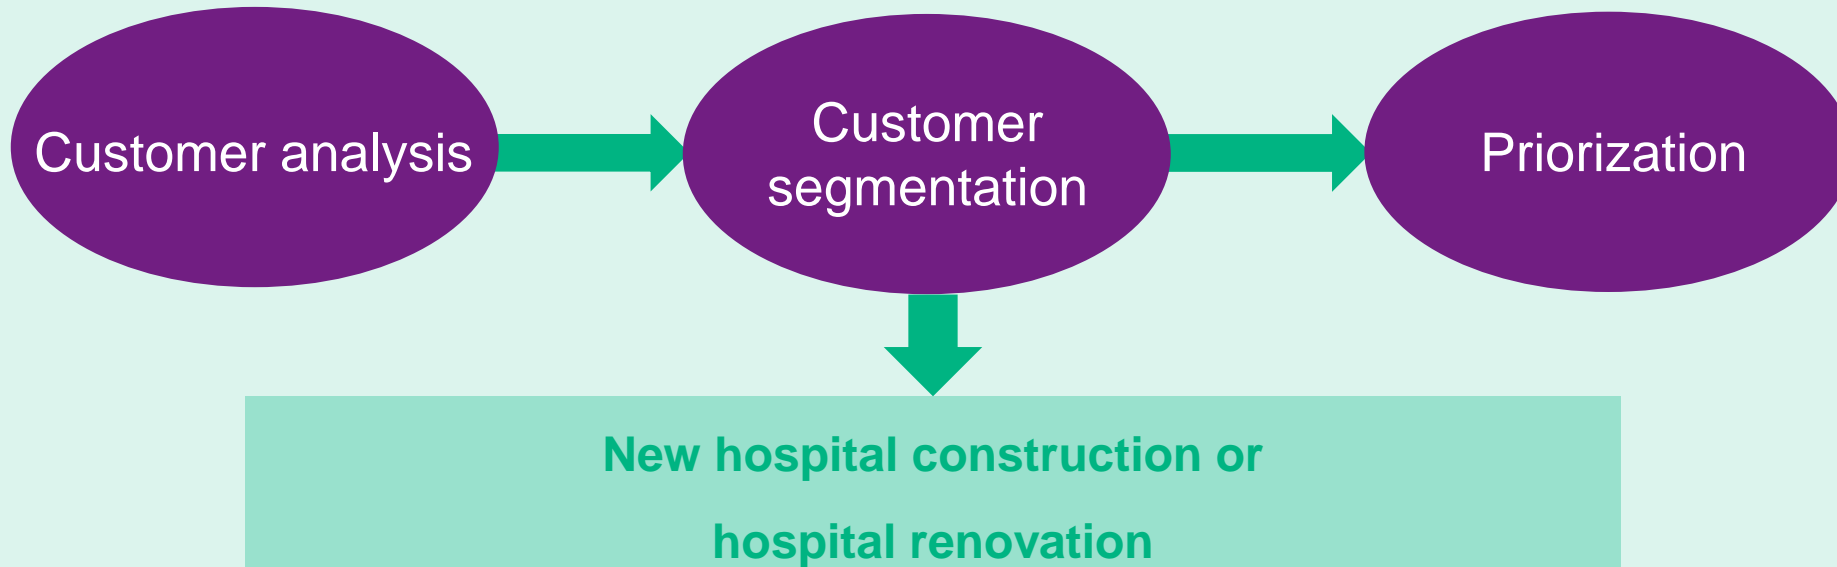 Customer analysis
Customer
segmentation
Priorization
New hospital construction or
hospital renovation